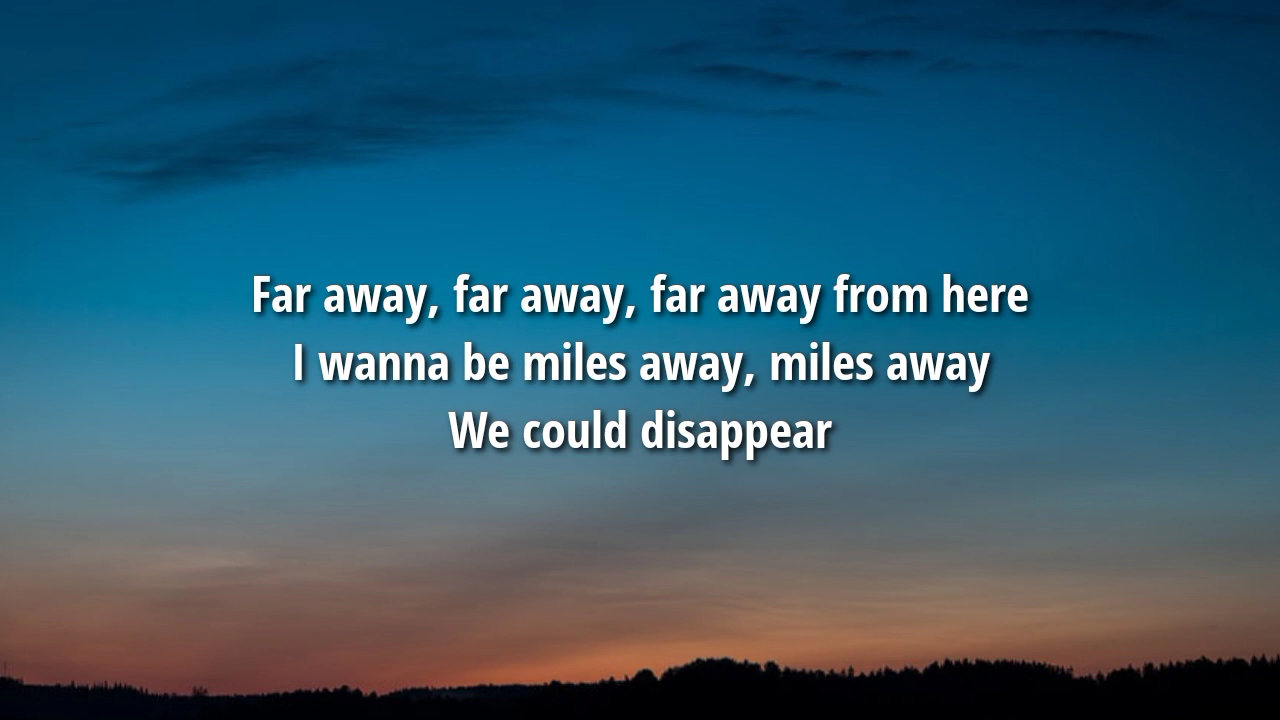 Far away, far away, far away from here
I wanna be miles away, miles away
We could disappear